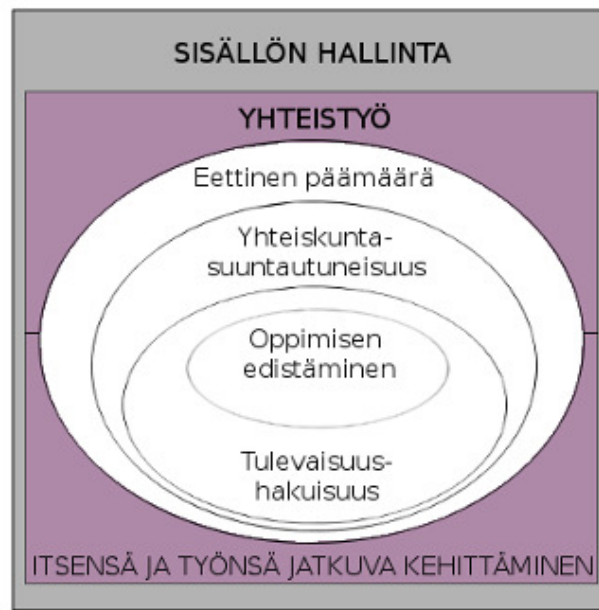 SISÄLLÖN HALLINTA
YHTEISTYÖ
Eettinen päämäärä
Yhteiskunta-
suuntautuneisuus
Oppimisen
edistäminen
Tulevaisuus-
hakuisuus
ITSENSÄ JA TYÖNSÄ JATKUVA KEHITTÄMINEN